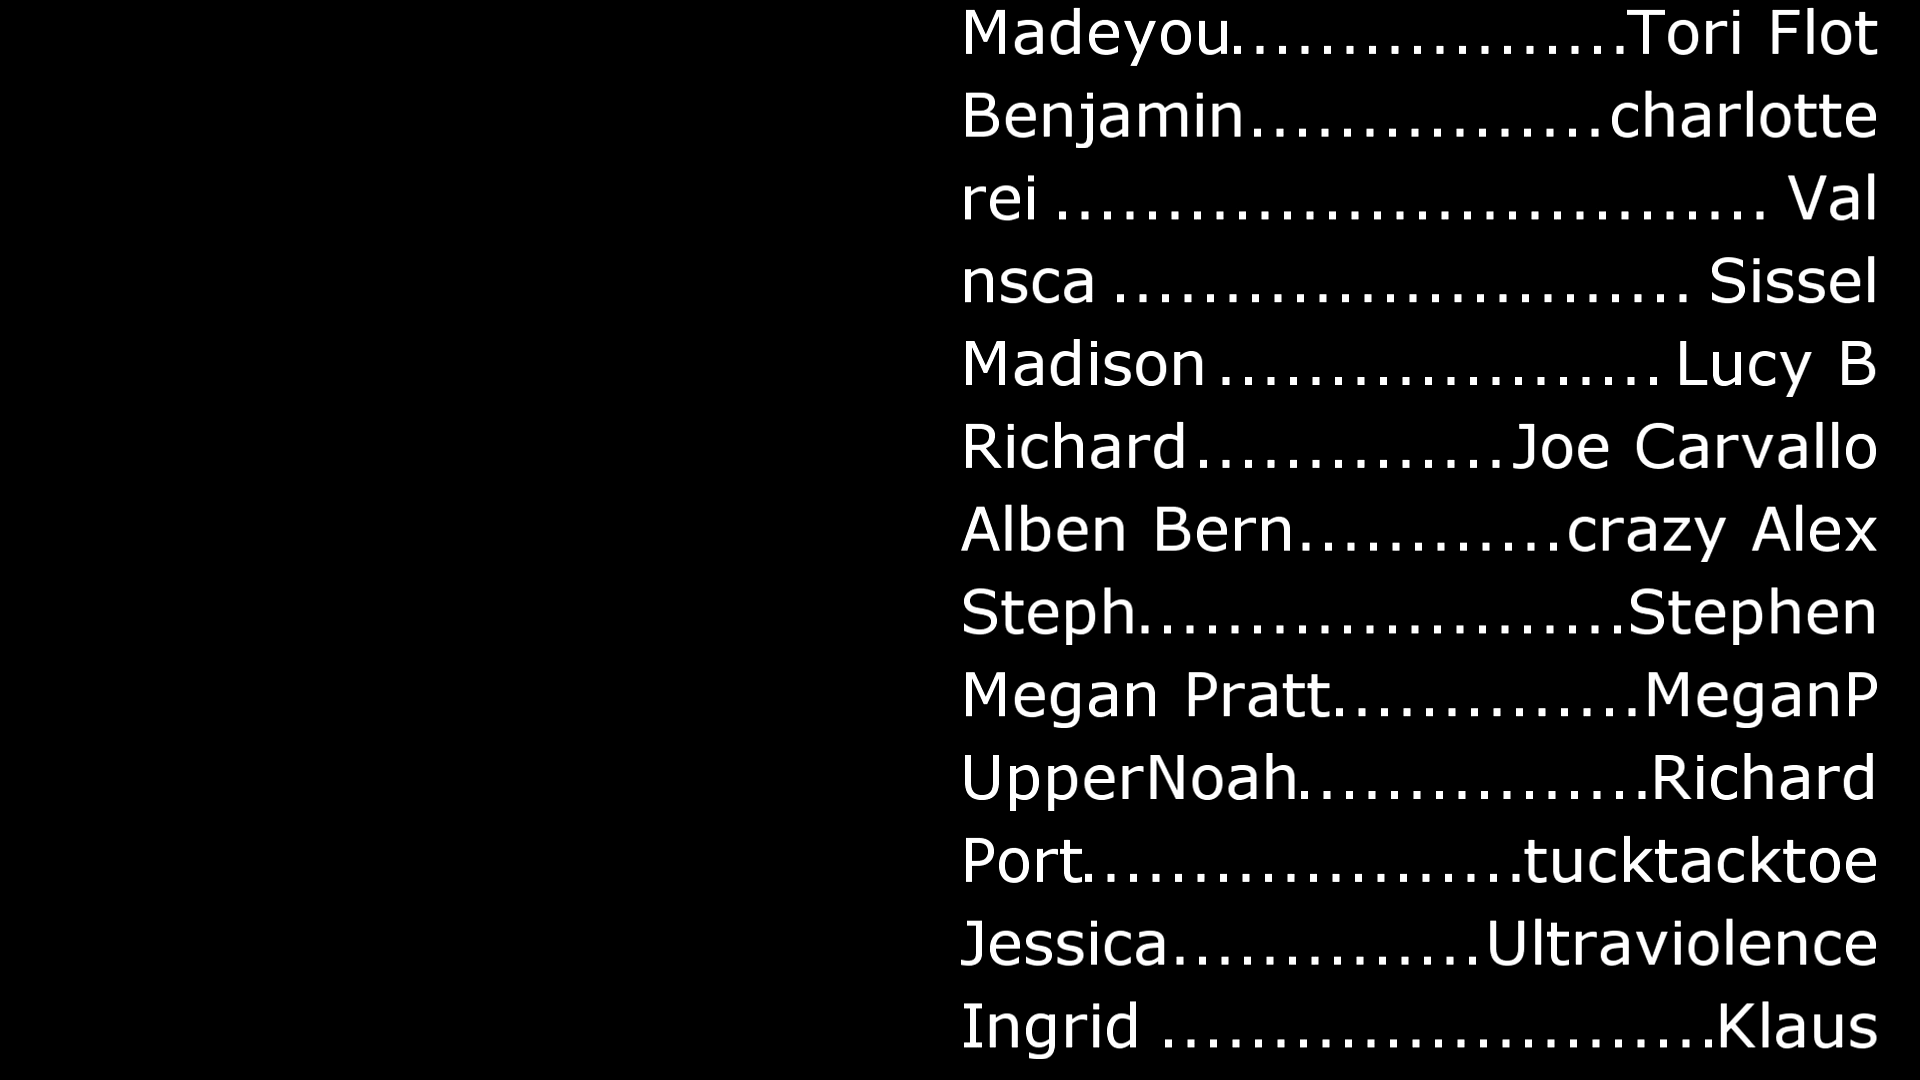 Madeyou..................Tori Flot
Benjamin................charlotte
rei ................................ Val
nsca .......................... Sissel
Madison .................... Lucy B
Richard..............Joe Carvallo
Alben Bern............crazy Alex
Steph......................Stephen
Megan Pratt..............MeganP
UpperNoah................Richard
Port....................tucktacktoe
Jessica..............Ultraviolence
Ingrid .........................Klaus